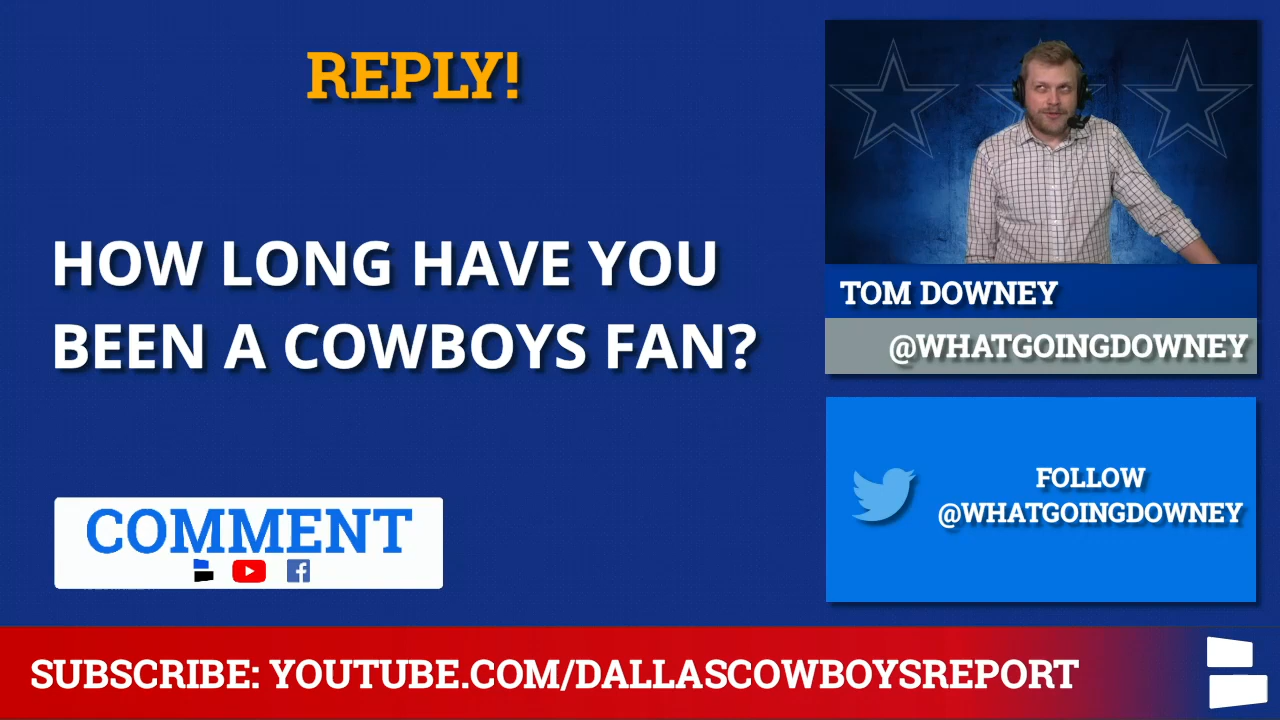 REPLY!
HOW LONG HAVE YOU
BEEN A COWBOYS FAN?
COMMENT
TOM DOWNEY
@WHATGOINGDOWNEY
FOLLOW
@WHATGOINGDOWNEY
SUBSCRIBE: YOUTUBE.COM/DALLASCOWBOYSREPORT